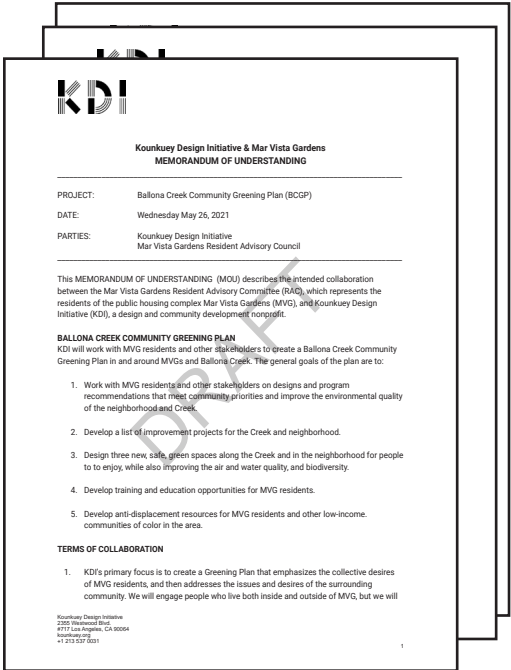 KDI
Kounkuey Design Initiative & Mar Vista Gardens
MEMORANDUM OF UNDERSTANDING
PROJECT: Ballona Creek Community Greening Plan (BCGP)
DATE: Wednesday May 26, 2021
PARTIES: Kounkuey Design Initiative
Mar Vista Gardens Resident Advisory Council
This MEMORANDUM OF UNDERSTANDING (MOU) describes the intended collaboration
between the Mar Vista Gardens Resident Advisory Committee (RAC), which represents the
residents of the public housing complex Mar Vista Gardens (MVG), and Kounkuey Design
Initiative (KDI), a design and community development nonprofit.
DRAFT
BALLONA CREEK COMMUNITY GREENING PLAN
KDI will work with MVG residents and other stakeholders to create a Ballona Creek Community
Greening Plan in and around MVGs and Ballona Creek. The general goals of the plan are to:
1. Work with MVG residents and other stakeholders on designs and program
recommendations that meet community priorities and improve the environmental quality
of the neighborhood and Creek.
2. Develop a list of improvement projects for the Creek and neighborhood.
3. Design three new, safe, green spaces along the Creek and in the neighborhood for people
to to enjoy, while also improving the air and water quality, and biodiversity.
4. Develop training and education opportunities for MVG residents.
5. Develop anti-displacement resources for MVG residents and other low-income.
communities of color in the area.
TERMS OF COLLABORATION
1. KDI's primary focus is to create a Greening Plan that emphasizes the collective desires
of MVG residents, and then addresses the issues and desires of the surrounding
community. We will engage people who live both inside and outside of MVG, but we will
Kounkuey Design Initiative
2355 Westwood Blvd.
#717 Los Angeles, CA 90064
kounkuey.org
+1 213 537 0031
1